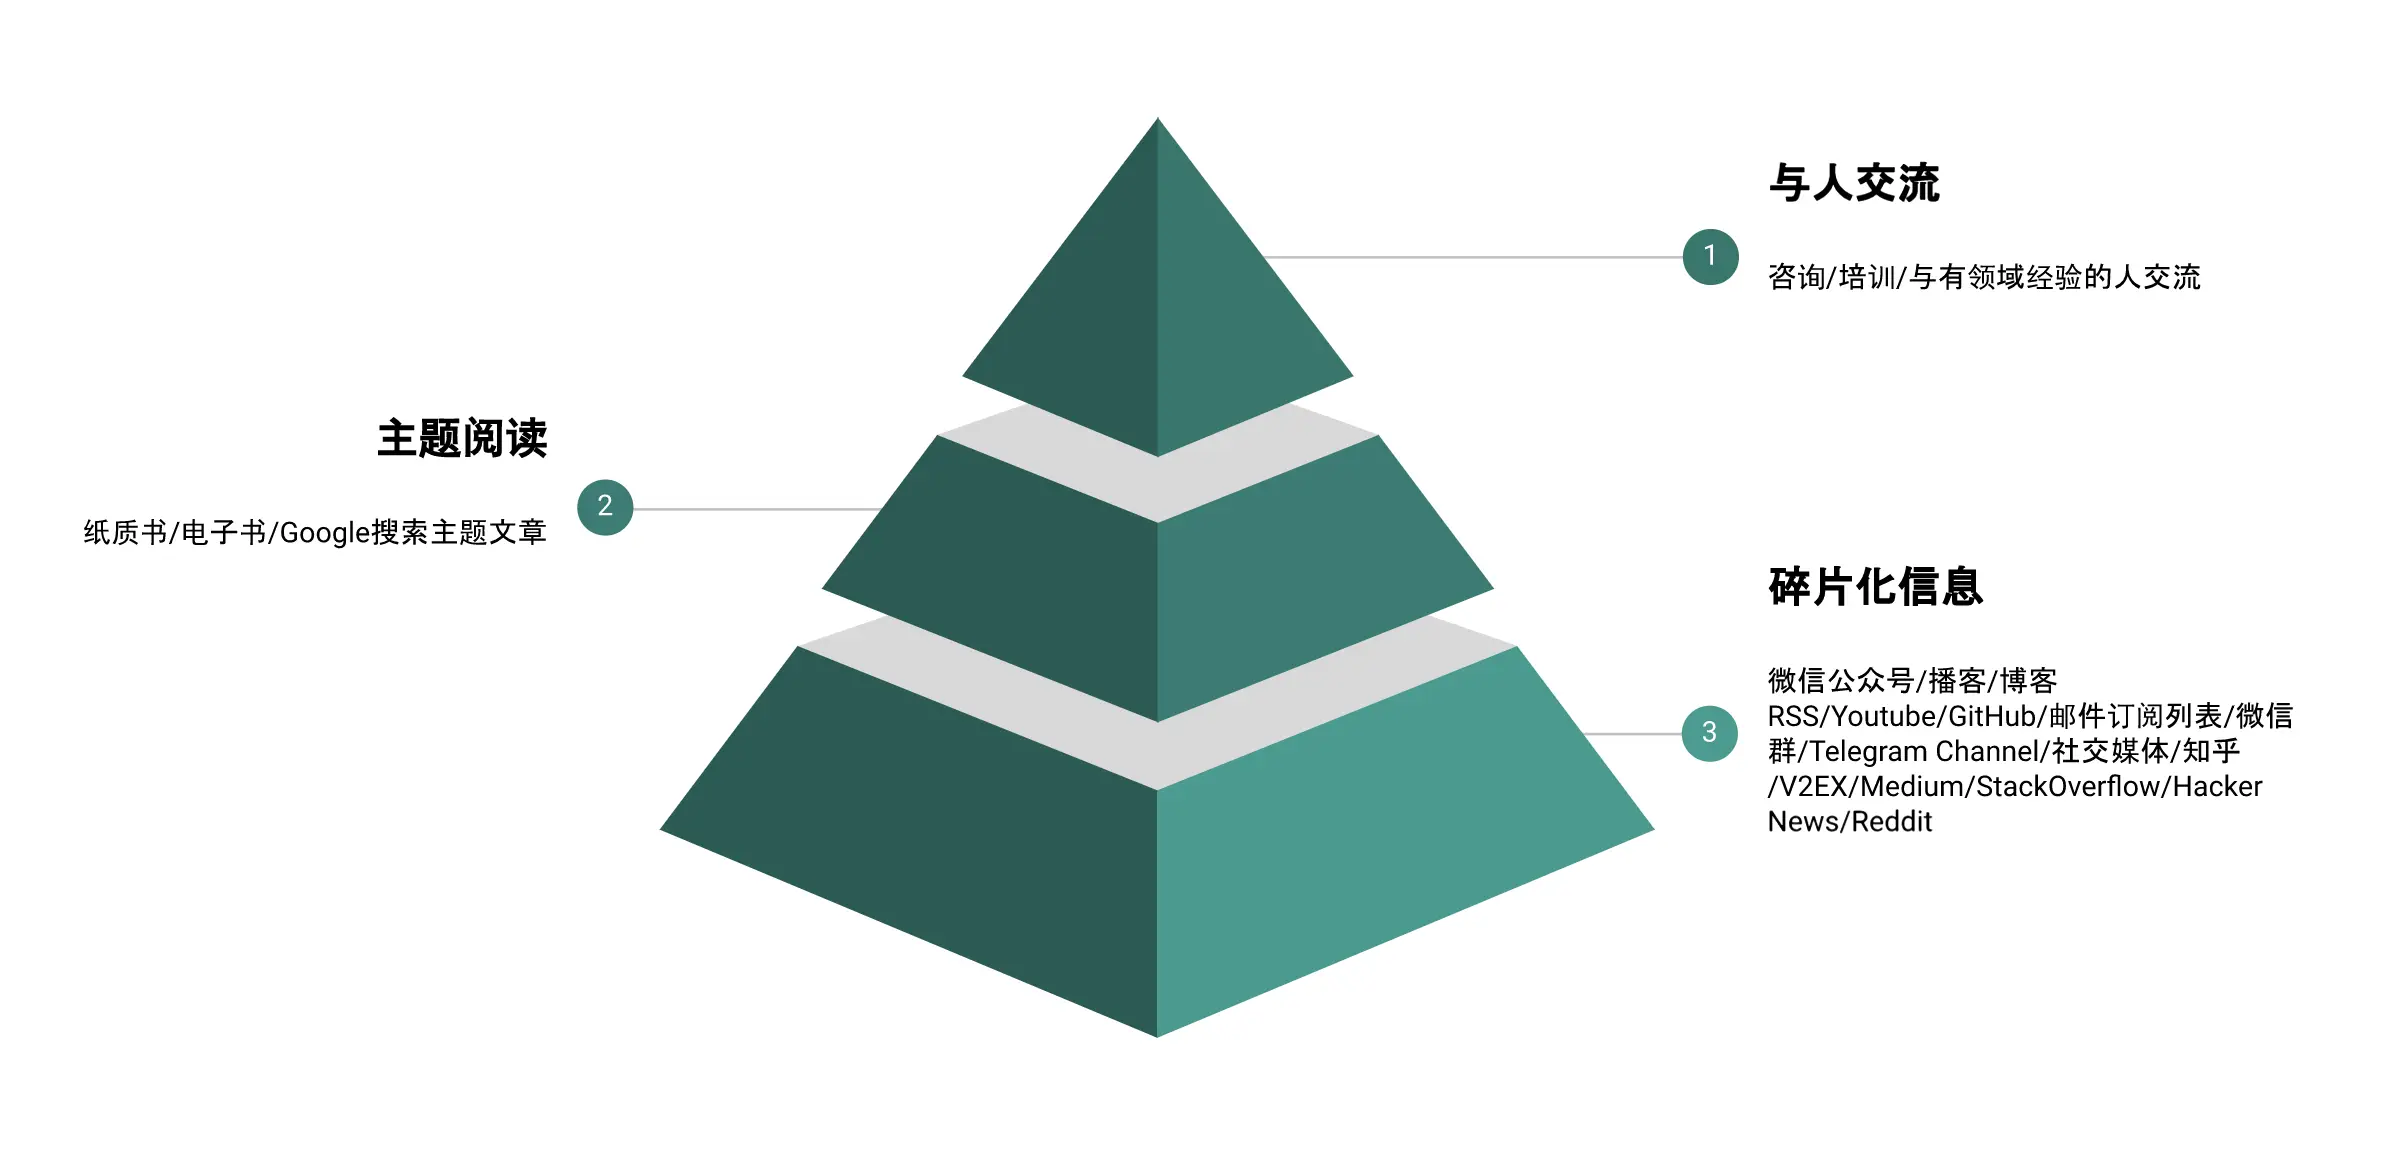 与人交流
1
咨询/培训/与有领域经验的人交流
主题阅读
2
纸质书/电子书/Google搜索主题文章
碎片化信息
3
微信公众号/播客/博客
RSS/Youtube/GitHub/邮件订阅列表/微信
群/Telegram Channel/社交媒体/知乎
/V2EX/Medium/StackOverflow/Hacker
News/Reddit